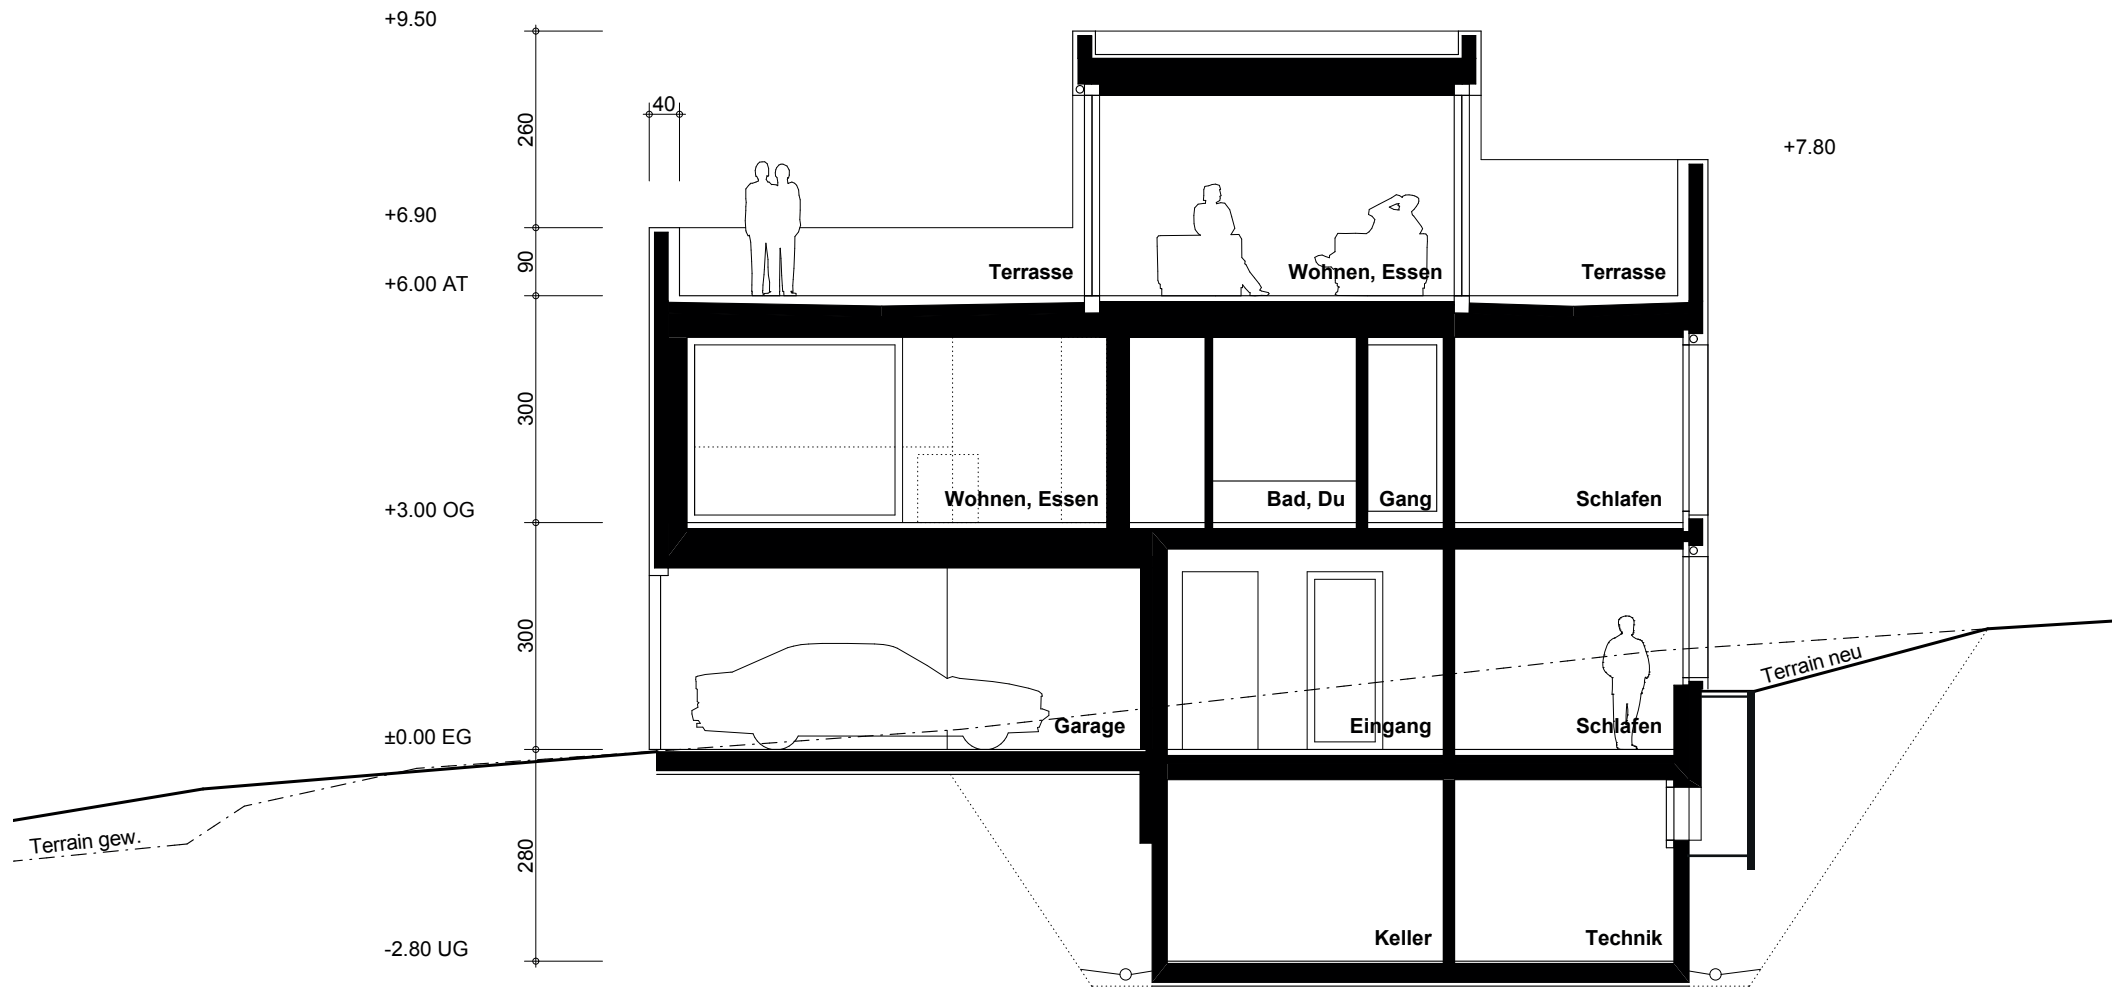 +9.50
40
260
+7.80
+6.90
90
Terrasse
Wohnen, Essen
Terrasse
+6.00 AT
300
Wohnen, Essen
Bad, Du
Gang
Schlafen
+3.00 OG
300
Terrain neu
Garage
Eingang
Schlafen
±0.00 EG
Terrain gew.
280
Keller
Technik
-2.80 UG